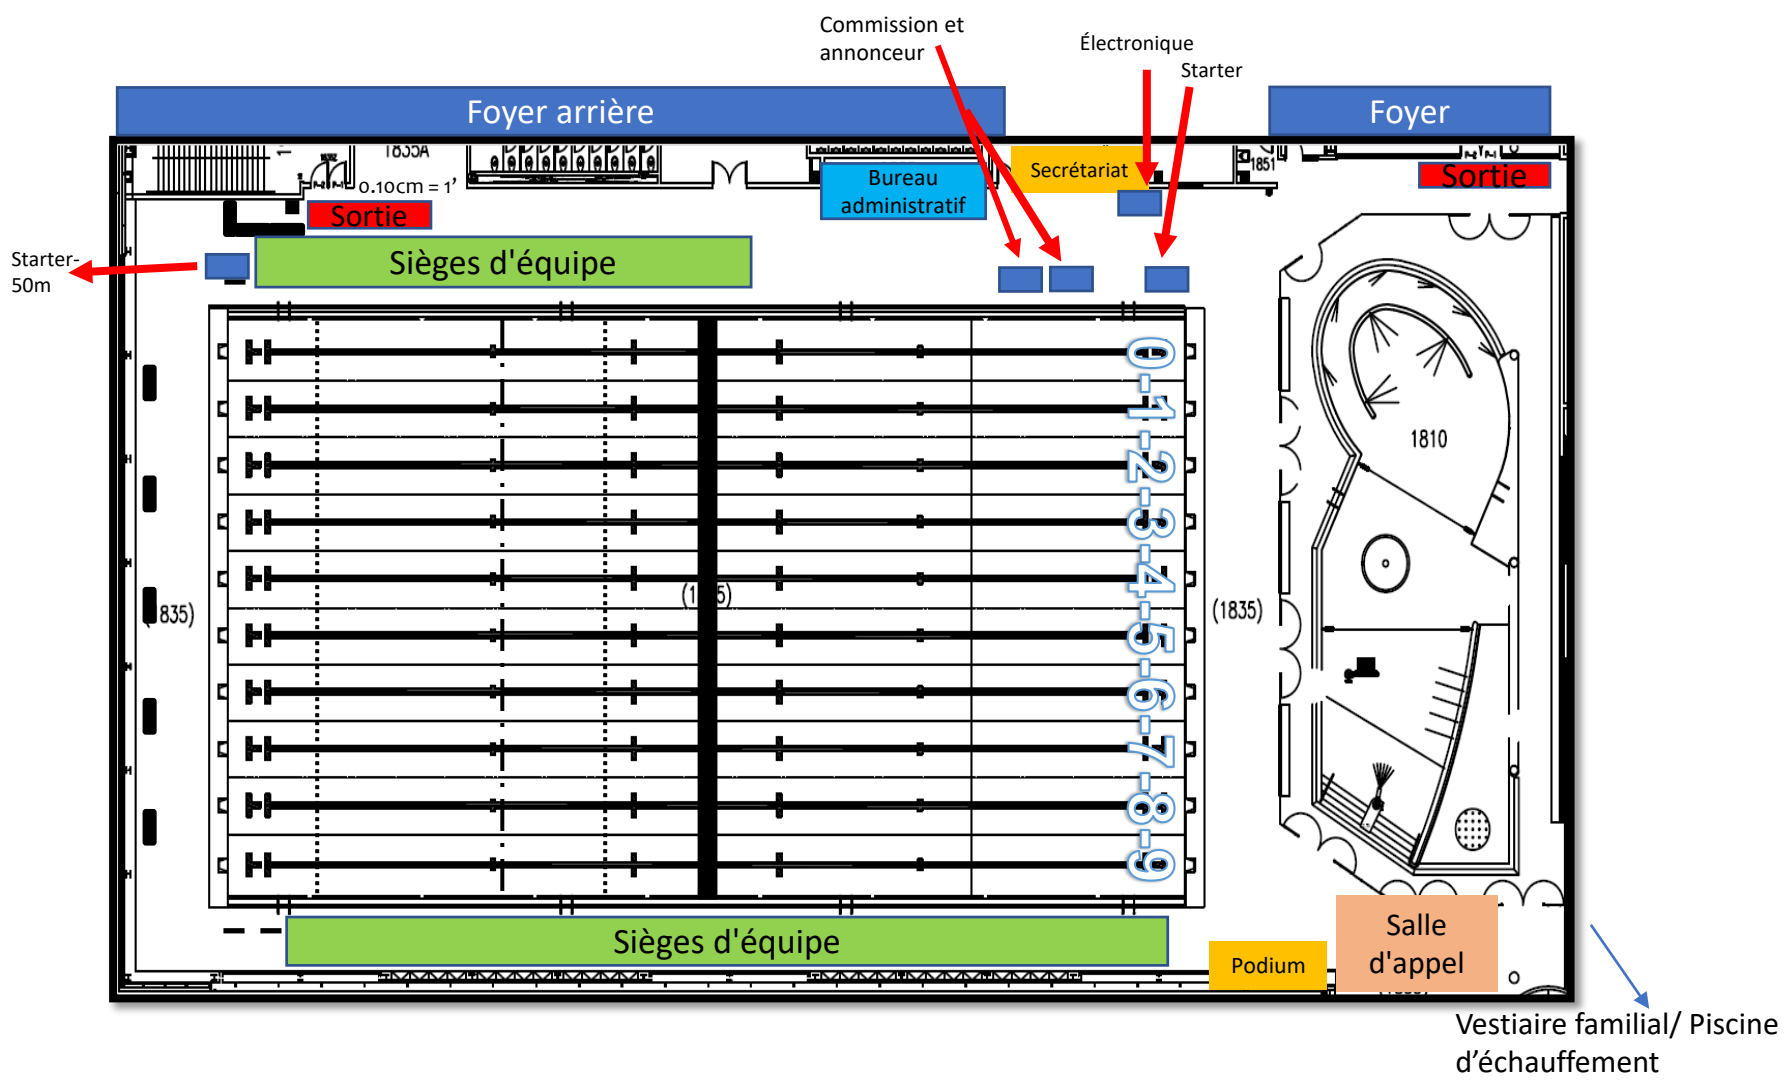 Commission et
annonceur
Électronique
Starter
Foyer arrière
Foyer
1835A
0.10cm = 1'
Sortie
Bureau
administratif
Secrétariat
1851
Sortie
Starter-
50m
Sièges d'équipe
0-1-2-3-4-5-6-7-8-9
1810
(1835)
Sièges d'équipe
Podium
Salle
d'appel
Vestiaire familial/ Piscine
d'échauffement